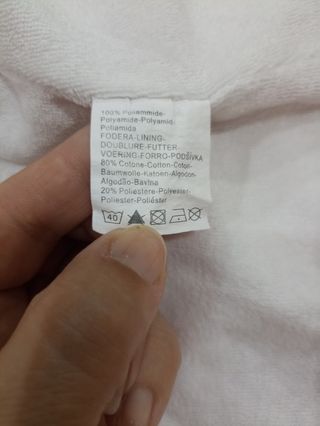 100% Poliammide-
Polyamide-Polyamid-
Poliamida
FODERA-LINING-
DOUBLURE-FUTTER-
VOERING-FORRO-PODŠIVKA
80% Cotone-Cotton-Coton-
Baumwolle-Katoen-Algodon-
Algodão-Bavlna
20% Poliestere-Polyester-
Poliester-Poliéster
40